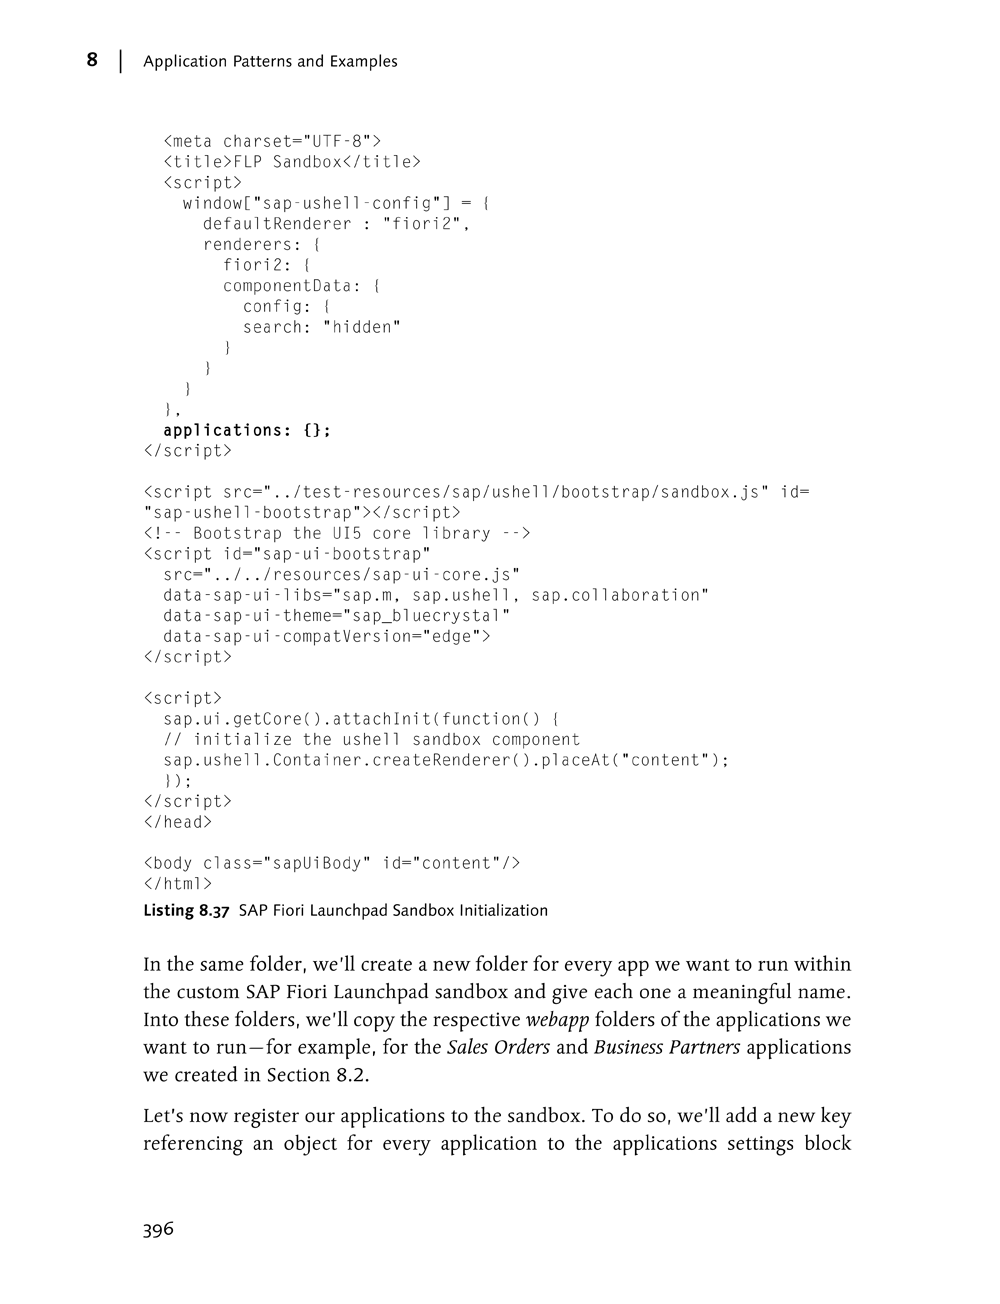 8 | Application Patterns and Examples
<meta charset="UTF-8">
<title>FLP Sandbox</title>
<script>
window["sap-ushell-config"] = {
defaultRenderer : "fiori2",
renderers: {
fiori2: {
componentData: {
config: {
search: "hidden"
}
}
}
},
applications: {};
</script>
<script src="../test-resources/sap/ushell/bootstrap/sandbox.js" id=
"sap-ushell-bootstrap"></script>
<!-- Bootstrap the UI5 core library -->
<script id="sap-ui-bootstrap"
src="../../resources/sap-ui-core.js"
data-sap-ui-libs="sap.m, sap.ushell, sap.collaboration"
data-sap-ui-theme="sap_bluecrystal"
data-sap-ui-compatVersion="edge">
</script>
<script>
sap.ui.getCore().attachInit(function() {
// initialize the ushell sandbox component
sap.ushell.Container.createRenderer().placeAt("content");
});
</script>
</head>
<body class="sapUiBody" id="content"/>
</html>
Listing 8.37 SAP Fiori Launchpad Sandbox Initialization
In the same folder, we'll create a new folder for every app we want to run within
the custom SAP Fiori Launchpad sandbox and give each one a meaningful name.
Into these folders, we'll copy the respective webapp folders of the applications we
want to run—for example, for the Sales Orders and Business Partners applications
we created in Section 8.2.
Let's now register our applications to the sandbox. To do so, we'll add a new key
referencing an object for every application to the applications settings block
396